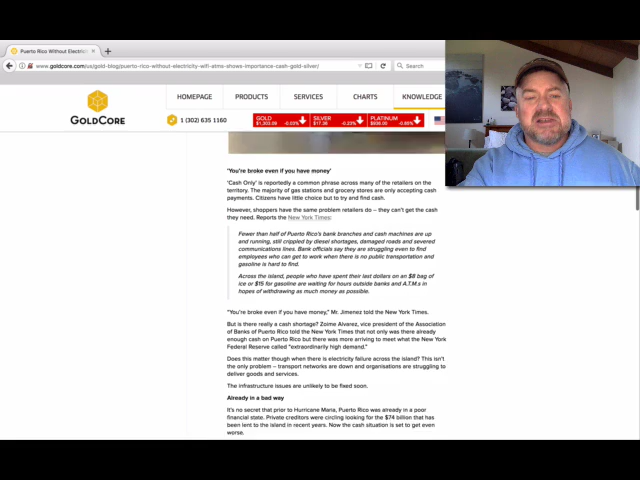 Puerto Rico Without Electric
www.goldcore.com/us/gold-blog/puerto-rico-without-electricity-wifi-atms-shows-importance-cash-gold-silver/
Search
HOMEPAGE PRODUCTS SERVICES CHARTS KNOWLEDGE
GOLDCORE
1 (302) 635 1160
GOLD
$1,303.09 -0.03%
SILVER
-0.23%
PLATINUM
'You're broke even if you have money'
'Cash Only' is reportedly a common phrase across many of the retailers on the
territory. The majority of gas stations and grocery stores are only accepting cash
payments. Citizens have little choice but to try and find cash.
However, shoppers have the same problem retailers do – they can't get the cash
they need. Reports the New York Times:
Fewer than half of Puerto Rico's bank branches and cash machines are up
and running, still crippled by diesel shortages, damaged roads and severed
communications lines. Bank officials say they are struggling even to find
employees who can get to work when there is no public transportation and
gasoline is hard to find.
Across the island, people who have spent their last dollars on an $8 bag of
ice or $15 for gasoline are waiting for hours outside banks and A.T.M.s in
hopes of withdrawing as much money as possible.
"You're broke even if you have money," Mr. Jimenez told the New York Times.
But is there really a cash shortage? Zoime Alvarez, vice president of the Association
of Banks of Puerto Rico told the New York Times that not only was there already
enough cash on Puerto Rico but there was more arriving to meet what the New York
Federal Reserve called "extraordinarily high demand."
Does this matter though when there is electricity failure across the island? This isn't
the only problem – transport networks are down and organisations are struggling to
deliver goods and services.
The infrastructure issues are unlikely to be fixed soon.
Already in a bad way
It's no secret that prior to Hurricane Maria, Puerto Rico was already in a poor
financial state. Private creditors were circling looking for the $74 billion that has
been lent to the island in recent years. Now the cash situation is set to get even
worse.